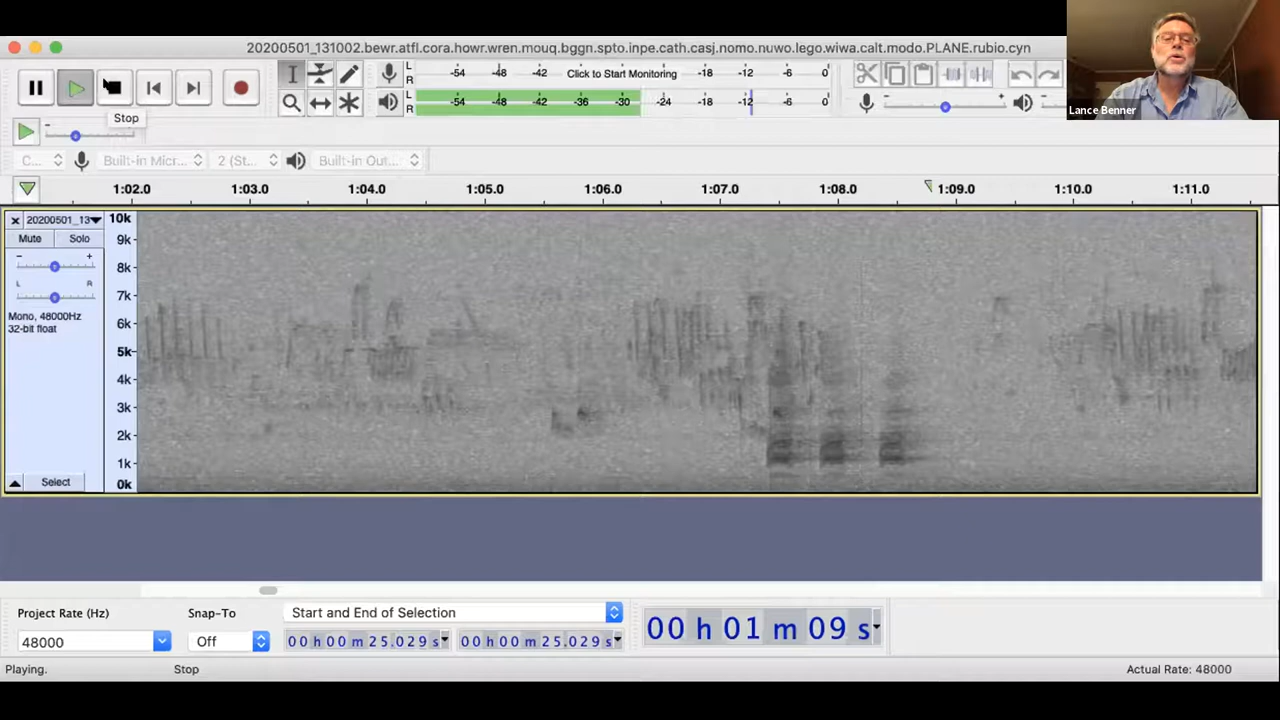 20200501_131002.bewr.atfl.cora.howr.wren.mouq.bggn.spto.inpe.cath.casj.nomo.nuwo.lego.wiwa.calt.modo.PLANE.rubio.cyn
L R -54 -48 -42 Click to Start Monitoring -18 -12 -6 0
L R -54 -48 -42 -36 -30 -24 -18 -12 -6 0
Lance Benner
Stop
C... Built-in Micr... 2 (St... Built-in Out...
1:02.0 1:03.0 1:04.0 1:05.0 1:06.0 1:07.0 1:08.0 1:09.0 1:10.0 1:11.0
20200501_13
Mute Solo
L R
Mono, 48000Hz
32-bit float
Select
10k
9k
8k
7k
6k
5k
4k
3k
2k
1k
0k
Project Rate (Hz) Snap-To Start and End of Selection
48000 Off 00 h 00 m 25.029 s 00 h 00 m 25.029 s
00 h 01 m 09 s
Playing. Stop Actual Rate: 48000